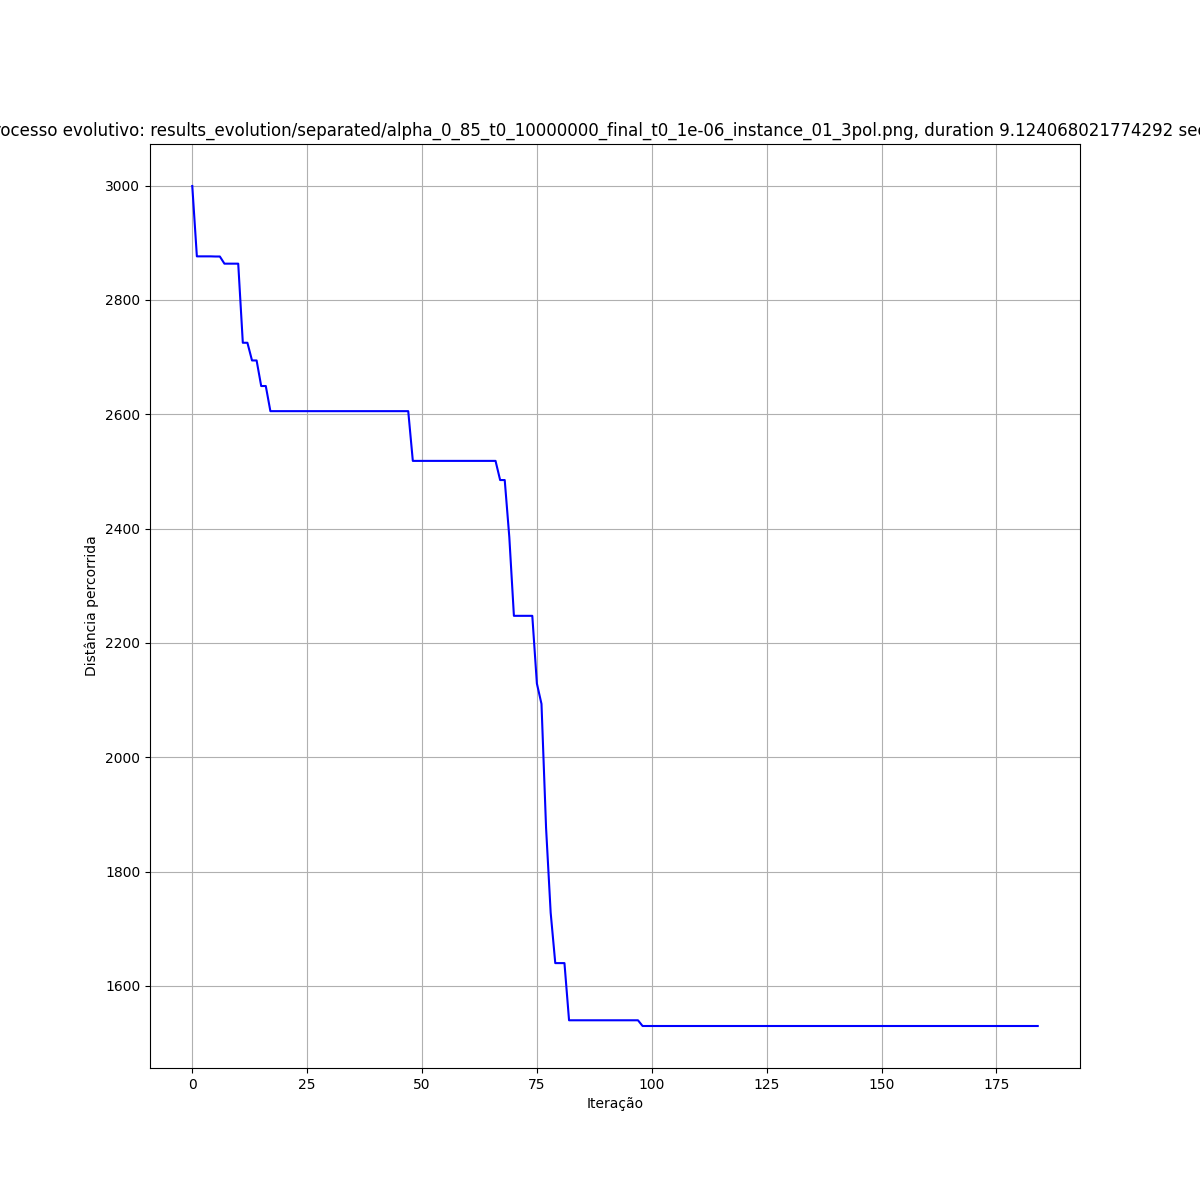 ocesso evolutivo: results_evolution/separated/alpha_0_85_t0_10000000_final_t0_1e-06_instance_01_3pol.png, duration 9.124068021774292 se
3000
2800
2600
2400
2200
2000
1800
1600
Distância percorrida
0 25 50 75 100 125 150 175
Iteração